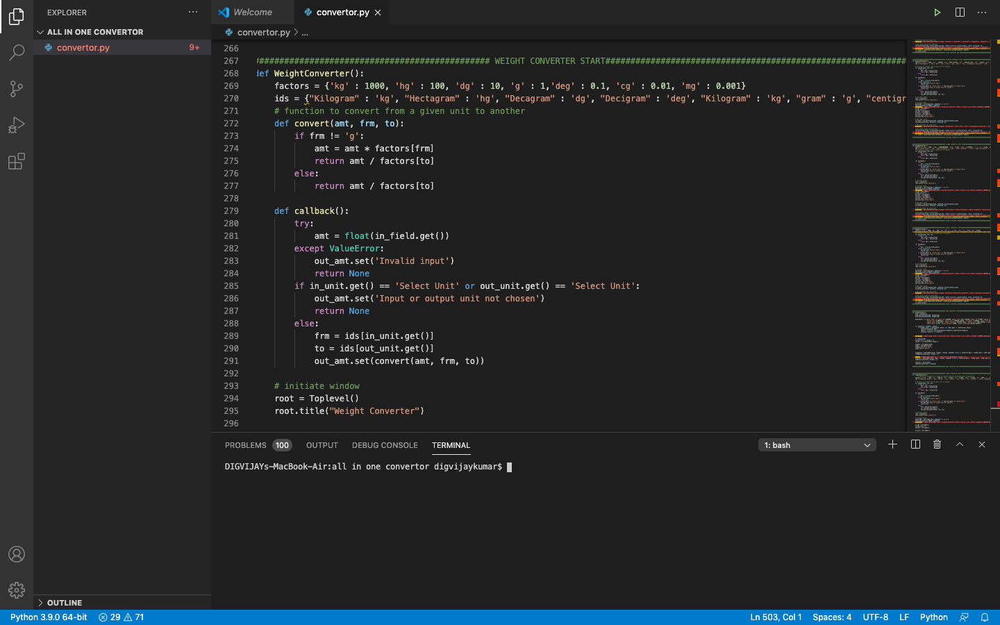 EXPLORER
ALL IN ONE CONVERTOR
convertor.py 9+
OUTLINE
Welcome
convertor.py
convertor.py > ...
266
267 ############################################## WEIGHT CONVERTER START############################################################
268 def WeightConverter():
269 factors = {'kg' : 1000, 'hg' : 100, 'dg' : 10, 'g' : 1,'deg' : 0.1, 'cg' : 0.01, 'mg' : 0.001}
270 ids = {"Kilogram" : 'kg', "Hectagram" : 'hg', "Decagram" : 'dg', "Decigram" : 'deg', "Kilogram" : 'kg', "gram" : 'g', "centigr
271 # function to convert from a given unit to another
272 def convert(amt, frm, to):
273 if frm != 'g':
274 amt = amt * factors[frm]
275 return amt / factors[to]
276 else:
277 return amt / factors[to]
278
279 def callback():
280 try:
281 amt = float(in_field.get())
282 except ValueError:
283 out_amt.set('Invalid input')
284 return None
285 if in_unit.get() == 'Select Unit' or out_unit.get() == 'Select Unit':
286 out_amt.set('Input or output unit not chosen')
287 return None
288 else:
289 frm = ids[in_unit.get()]
290 to = ids[out_unit.get()]
291 out_amt.set(convert(amt, frm, to))
292
293 # initiate window
294 root = Toplevel()
295 root.title("Weight Converter")
296
PROBLEMS 100 OUTPUT DEBUG CONSOLE TERMINAL 1: bash
DIGVIJAYs-MacBook-Air:all in one convertor digvijaykumar$
Python 3.9.0 64-bit 29 71 Ln 503, Col 1 Spaces: 4 UTF-8 LF Python